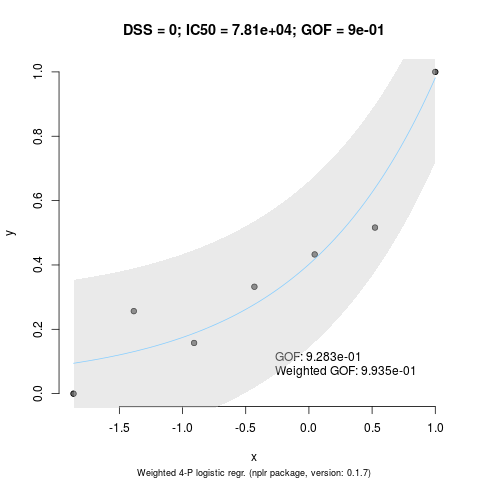 DSS = 0; IC50 = 7.81e+04; GOF = 9e-01
1.0
0.8
0.6
0.4
0.2
0.0
y
GOF: 9.283e-01
Weighted GOF: 9.935e-01
-1.5 -1.0 -0.5 0.0 0.5 1.0
x
Weighted 4-P logistic regr. (nplr package, version: 0.1.7)